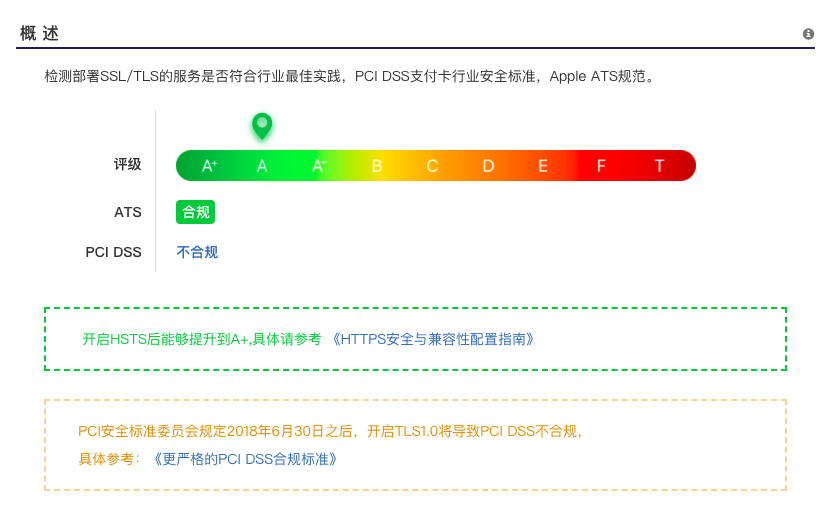 概 述
检测部署SSL/TLS的服务是否符合行业最佳实践，PCI DSS支付卡行业安全标准，Apple ATS规范。
评级 A+ A A- B C D E F T
ATS 合规
PCI DSS 不合规
开启HSTS后能够提升到A+,具体请参考 《HTTPS安全与兼容性配置指南》
PCI安全标准委员会规定2018年6月30日之后，开启TLS1.0将导致PCI DSS不合规，
具体参考：《更严格的PCI DSS合规标准》